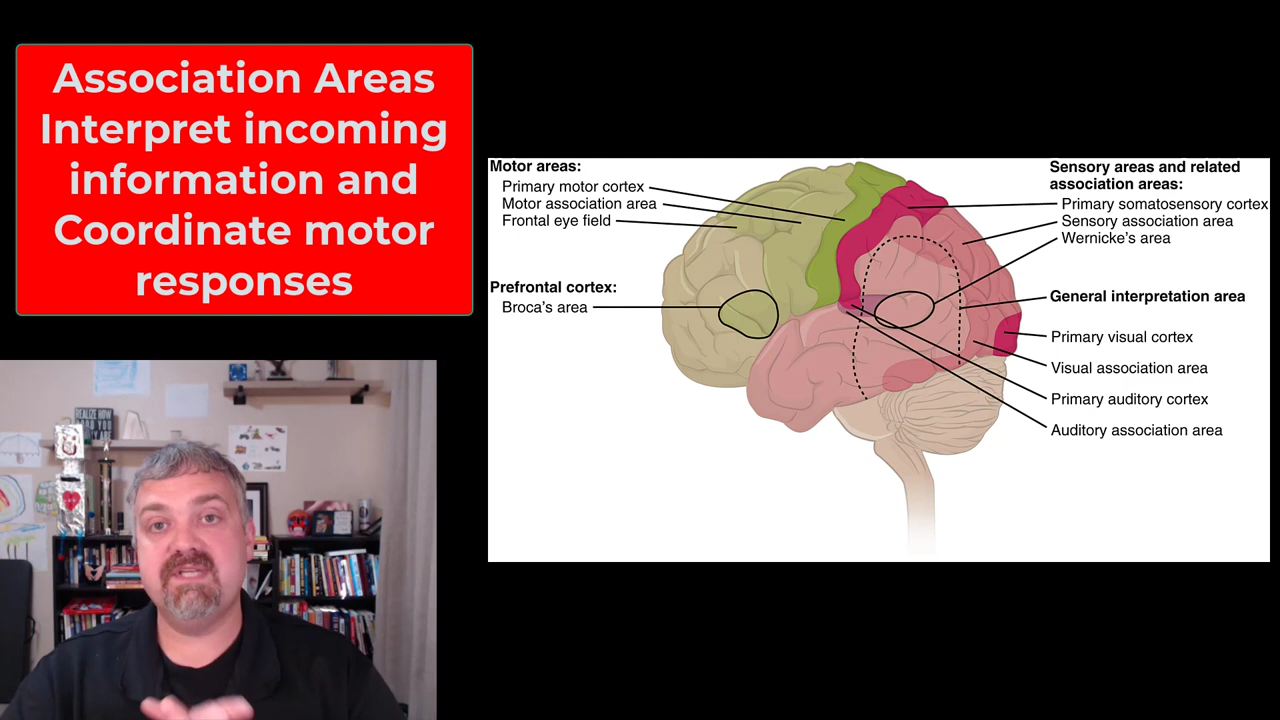 Association Areas
Interpret incoming
information and
Coordinate motor
responses
Motor areas:
Primary motor cortex
Motor association area
Frontal eye field
Prefrontal cortex:
Broca's area
Sensory areas and related
association areas:
Primary somatosensory cortex
Sensory association area
Wernicke's area
General interpretation area
Primary visual cortex
Visual association area
Primary auditory cortex
Auditory association area
REALIZE HOW